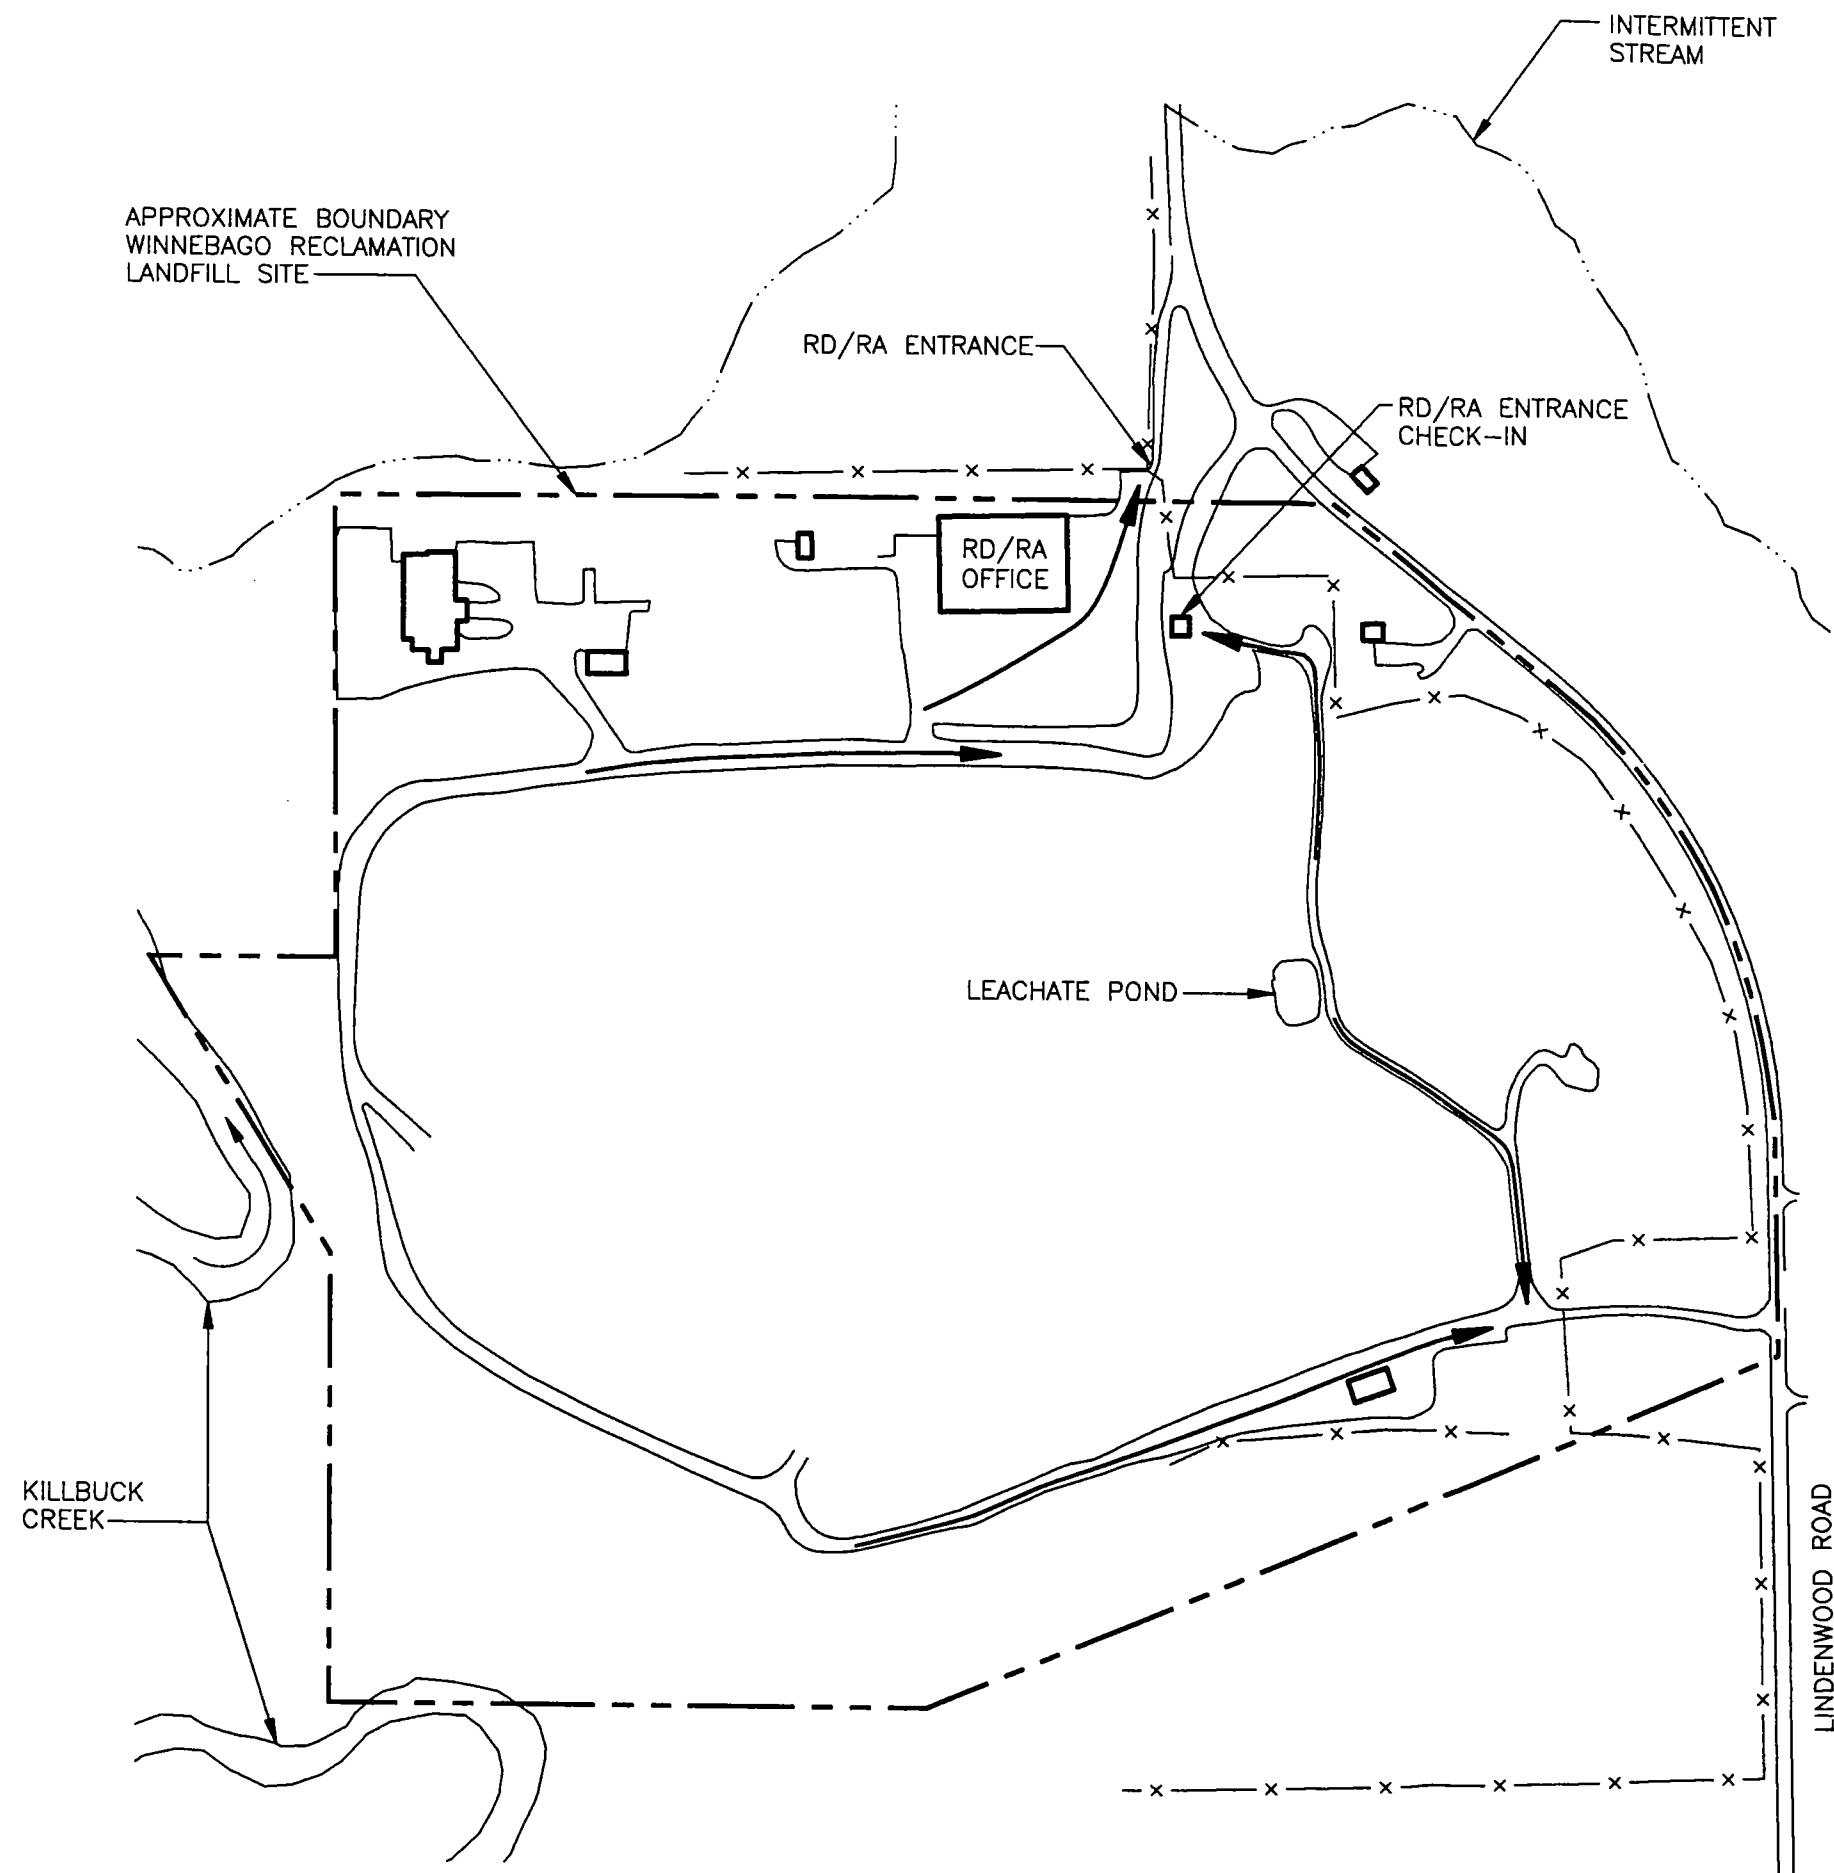 INTERMITTENT
STREAM
APPROXIMATE BOUNDARY
WINNEBAGO RECLAMATION
LANDFILL SITE
RD/RA ENTRANCE
RD/RA ENTRANCE
CHECK-IN
RD/RA
OFFICE
LEACHATE POND
KILLBUCK
CREEK
LINDENWOOD ROAD